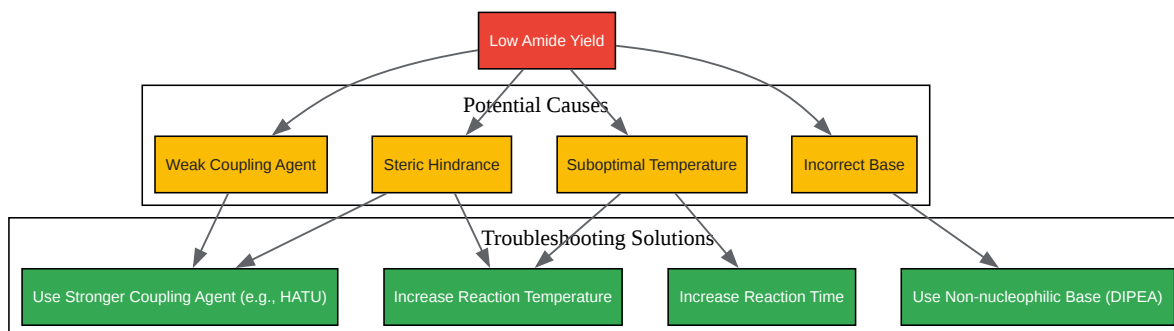 Low Amide Yield
Potential Causes
Weak Coupling Agent
Steric Hindrance
Suboptimal Temperature
Incorrect Base
Troubleshooting Solutions
Use Stronger Coupling Agent (e.g., HATU)
Increase Reaction Temperature
Increase Reaction Time
Use Non-nucleophilic Base (DIPEA)